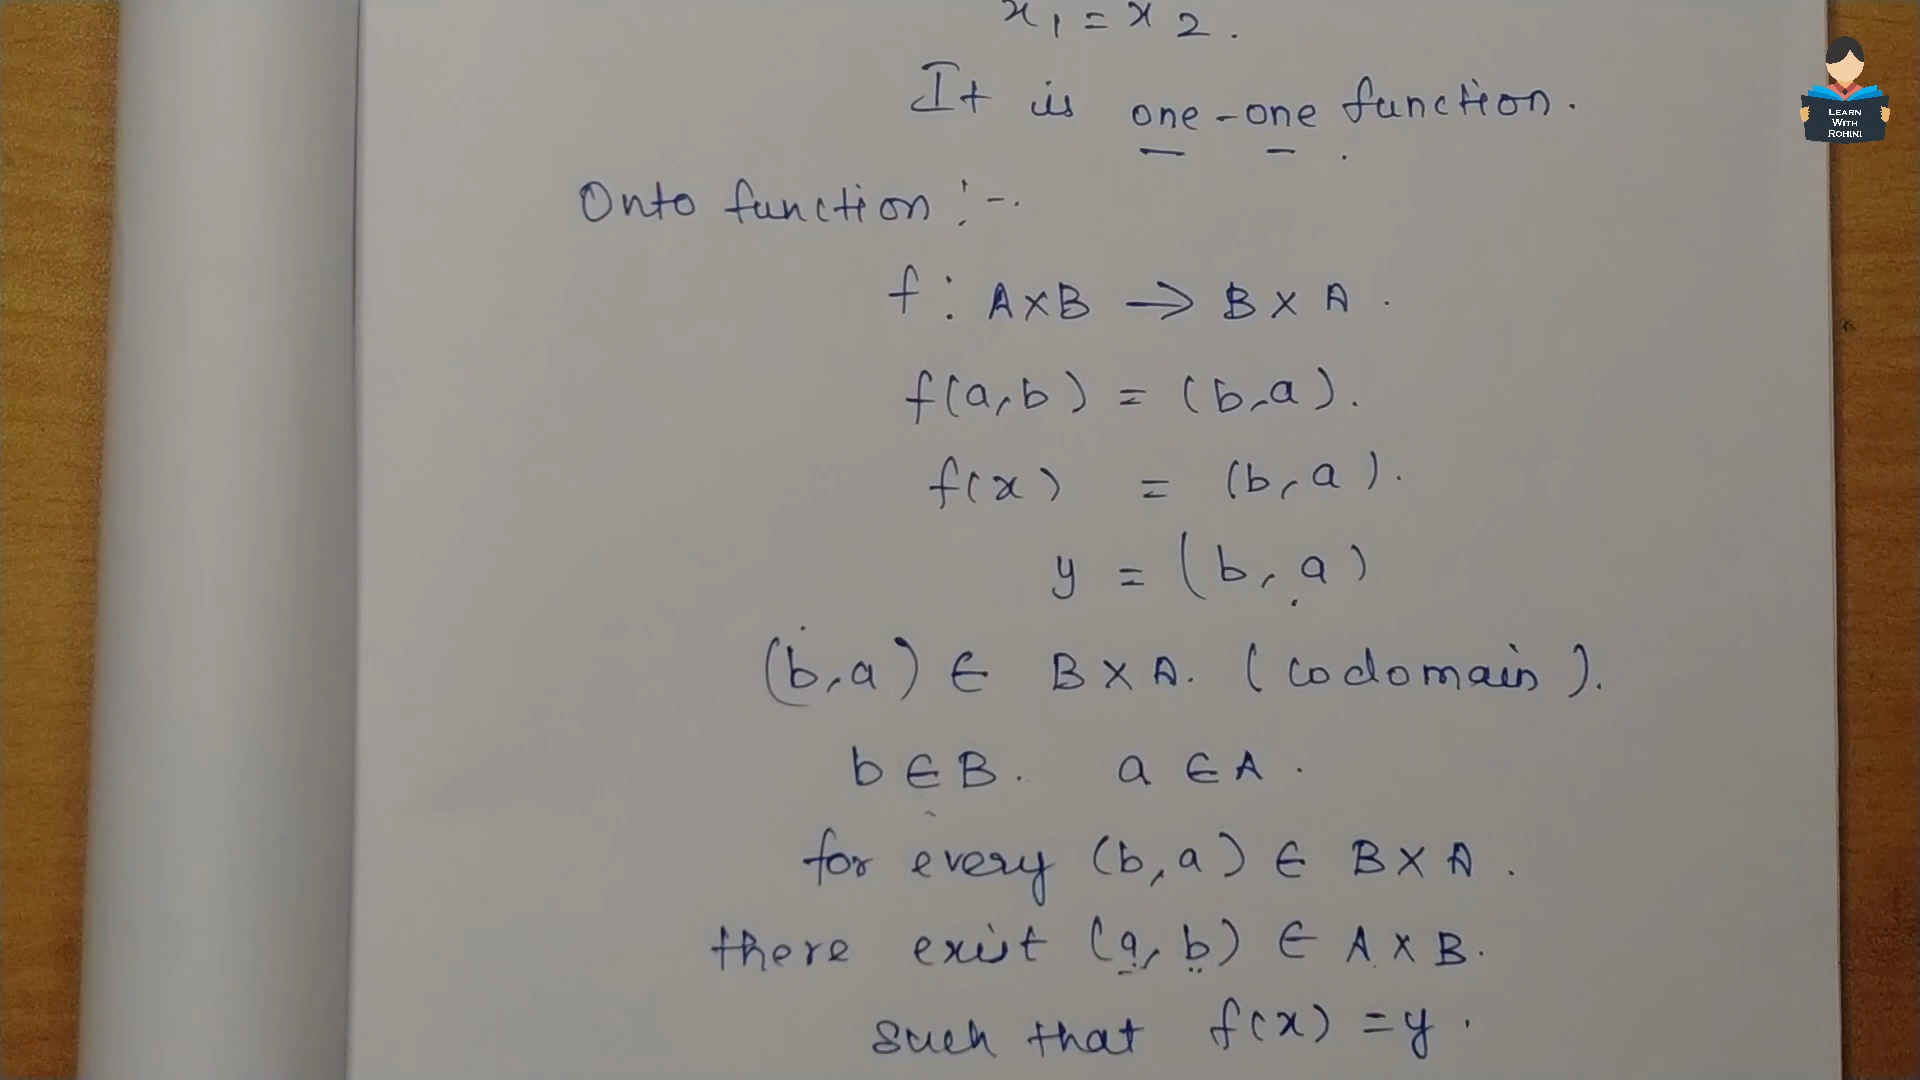 x1 = x2.
It is one-one function.
LEARN
WITH
ROHINI
Onto function :-
f : A×B → B × A.
f(a,b) = (b,a).
f(x) = (b,a).
y = (b,a)
(b,a) ∈ B × A. (codomain).
b ∈ B. a ∈ A.
for every (b,a) ∈ B × A.
there exist (a,b) ∈ A × B.
such that f(x) = y.